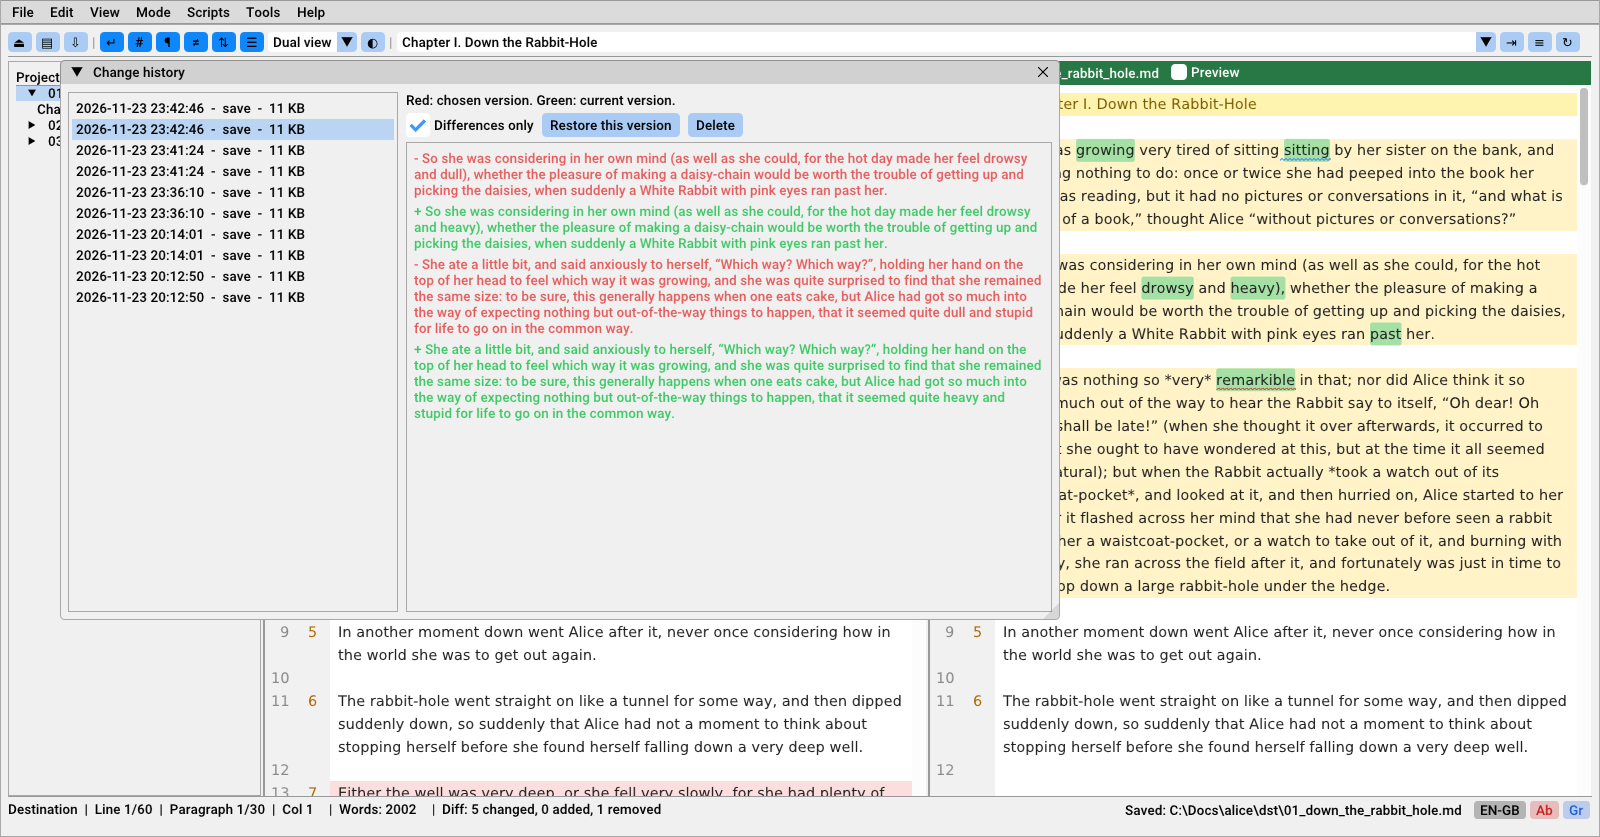 File Edit View Mode Scripts Tools Help
Dual view
Chapter I. Down the Rabbit-Hole
Project
01
Cha
02
03
Change history
2026-11-23 23:42:46 - save - 11 KB
2026-11-23 23:42:46 - save - 11 KB
2026-11-23 23:41:24 - save - 11 KB
2026-11-23 23:41:24 - save - 11 KB
2026-11-23 23:36:10 - save - 11 KB
2026-11-23 23:36:10 - save - 11 KB
2026-11-23 20:14:01 - save - 11 KB
2026-11-23 20:14:01 - save - 11 KB
2026-11-23 20:12:50 - save - 11 KB
2026-11-23 20:12:50 - save - 11 KB
Red: chosen version. Green: current version.
Differences only Restore this version Delete
- So she was considering in her own mind (as well as she could, for the hot day made her feel drowsy
and dull), whether the pleasure of making a daisy-chain would be worth the trouble of getting up and
picking the daisies, when suddenly a White Rabbit with pink eyes ran past her.
+ So she was considering in her own mind (as well as she could, for the hot day made her feel drowsy
and heavy), whether the pleasure of making a daisy-chain would be worth the trouble of getting up and
picking the daisies, when suddenly a White Rabbit with pink eyes ran past her.
- She ate a little bit, and said anxiously to herself, “Which way? Which way?”, holding her hand on the
top of her head to feel which way it was growing, and she was quite surprised to find that she remained
the same size: to be sure, this generally happens when one eats cake, but Alice had got so much into
the way of expecting nothing but out-of-the-way things to happen, that it seemed quite dull and stupid
for life to go on in the common way.
+ She ate a little bit, and said anxiously to herself, “Which way? Which way?”, holding her hand on the
top of her head to feel which way it was growing, and she was quite surprised to find that she remained
the same size: to be sure, this generally happens when one eats cake, but Alice had got so much into
the way of expecting nothing but out-of-the-way things to happen, that it seemed quite heavy and
stupid for life to go on in the common way.
e_rabbit_hole.md Preview
er I. Down the Rabbit-Hole
as growing very tired of sitting sitting by her sister on the bank, and
g nothing to do: once or twice she had peeped into the book her
as reading, but it had no pictures or conversations in it, “and what is
of a book,” thought Alice “without pictures or conversations?”
was considering in her own mind (as well as she could, for the hot
de her feel drowsy and heavy), whether the pleasure of making a
hain would be worth the trouble of getting up and picking the daisies,
uddenly a White Rabbit with pink eyes ran past her.
as nothing so *very* remarkible in that; nor did Alice think it so
much out of the way to hear the Rabbit say to itself, “Oh dear! Oh
shall be late!” (when she thought it over afterwards, it occurred to
she ought to have wondered at this, but at the time it all seemed
atural); but when the Rabbit actually *took a watch out of its
at-pocket*, and looked at it, and then hurried on, Alice started to her
it flashed across her mind that she had never before seen a rabbit
her a waistcoat-pocket, or a watch to take out of it, and burning with
y, she ran across the field after it, and fortunately was just in time to
op down a large rabbit-hole under the hedge.
9 5 In another moment down went Alice after it, never once considering how in
the world she was to get out again.
10
11 6 The rabbit-hole went straight on like a tunnel for some way, and then dipped
suddenly down, so suddenly that Alice had not a moment to think about
stopping herself before she found herself falling down a very deep well.
12
13 7 Either the well was very deep, or she fell very slowly, for she had plenty of
9 5 In another moment down went Alice after it, never once considering how in
the world she was to get out again.
10
11 6 The rabbit-hole went straight on like a tunnel for some way, and then dipped
suddenly down, so suddenly that Alice had not a moment to think about
stopping herself before she found herself falling down a very deep well.
12
Destination | Line 1/60 | Paragraph 1/30 | Col 1 | Words: 2002 | Diff: 5 changed, 0 added, 1 removed
Saved: C:\Docs\alice\dst\01_down_the_rabbit_hole.md EN-GB Ab Gr